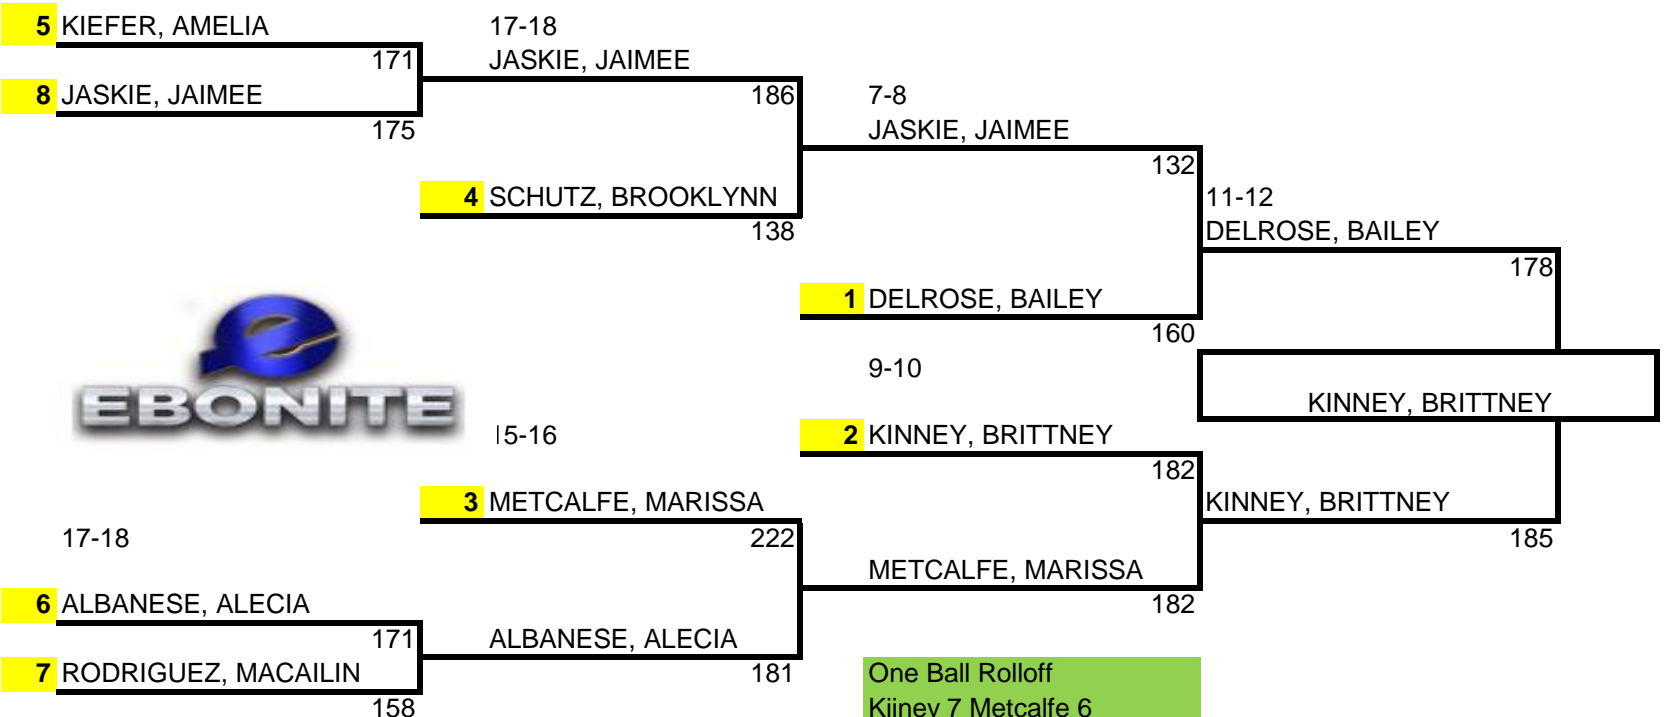 5 KIEFER, AMELIA
17-18
171
JASKIE, JAIMEE
8 JASKIE, JAIMEE
186
7-8
175
JASKIE, JAIMEE
132
4 SCHUTZ, BROOKLYNN
11-12
138
DELROSE, BAILEY
178
1 DELROSE, BAILEY
160
e
EBONITE
9-10
KINNEY, BRITTNEY
15-16
2 KINNEY, BRITTNEY
182
3 METCALFE, MARISSA
KINNEY, BRITTNEY
17-18
222
185
METCALFE, MARISSA
6 ALBANESE, ALECIA
182
171
ALBANESE, ALECIA
7 RODRIGUEZ, MACAILIN
181
158
One Ball Rolloff
Kiiney 7 Metcalfe 6